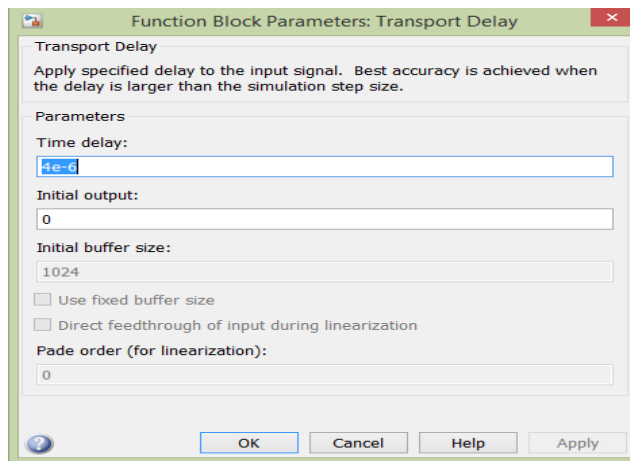 Function Block Parameters: Transport Delay
Transport Delay
Apply specified delay to the input signal.  Best accuracy is achieved when
the delay is larger than the simulation step size.
Parameters
Time delay:
4e-6
Initial output:
0
Initial buffer size:
1024
Use fixed buffer size
Direct feedthrough of input during linearization
Pade order (for linearization):
0
OK Cancel Help Apply